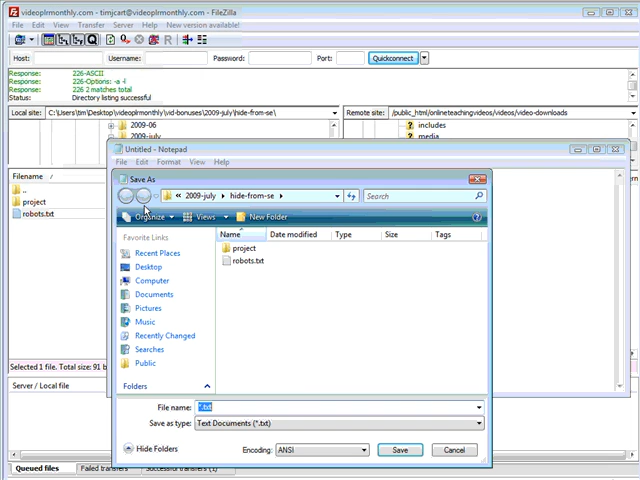 videoplrmonthly.com - timjcart@videoplrmonthly.com - FileZilla
File Edit View Transfer Server Help New version available!
Host: Username: Password: Port: Quickconnect
Response: 226-ASCII
Response: 226-Options: -a -l
Response: 226 2 matches total
Status: Directory listing successful
Local site: C:\Users\tim\Desktop\videoplrmonthly\vid-bonuses\2009-july\hide-from-se\
Remote site: /public_html/onlineteachingvideos/videos/video-downloads
2009-06
2009-july
includes
media
Untitled - Notepad
File Edit Format View Help
Filename /
..
project
robots.txt
Save As
« 2009-july hide-from-se
Search
Organize Views New Folder
Favorite Links
Recent Places
Desktop
Computer
Documents
Pictures
Music
Recently Changed
Searches
Public
Folders
Name Date modified Type Size Tags
project
robots.txt
Selected 1 file. Total size: 91 b
Server / Local file
File name: *.txt
Save as type: Text Documents (*.txt)
Hide Folders
Encoding: ANSI
Save
Cancel
Queued files Failed transfers Successful transfers (1)